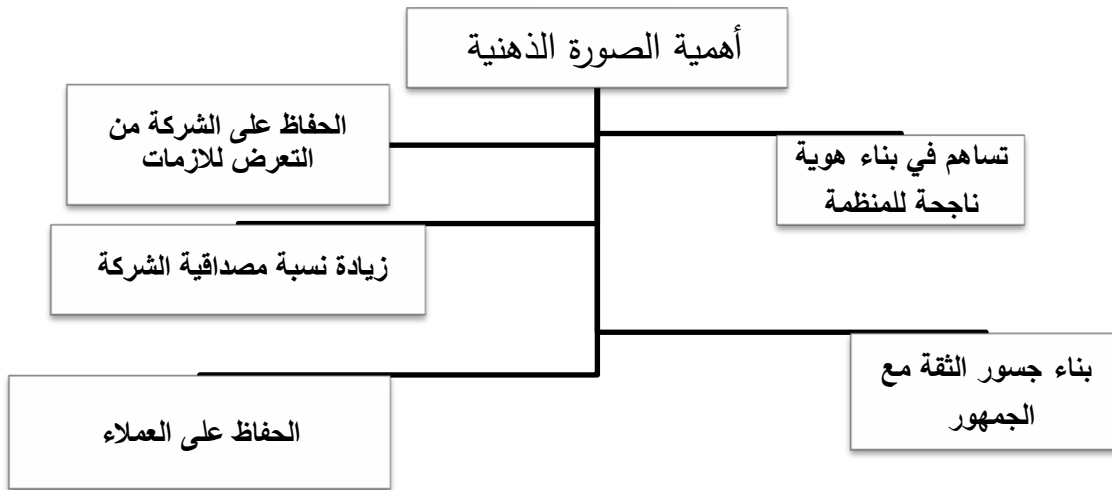 أهمية الصورة الذهنية
الحفاظ على الشركة من
التعرض للازمات
تساهم في بناء هوية
ناجحة للمنظمة
زيادة نسبة مصداقية الشركة
بناء جسور الثقة مع
الجمهور
الحفاظ على العملاء